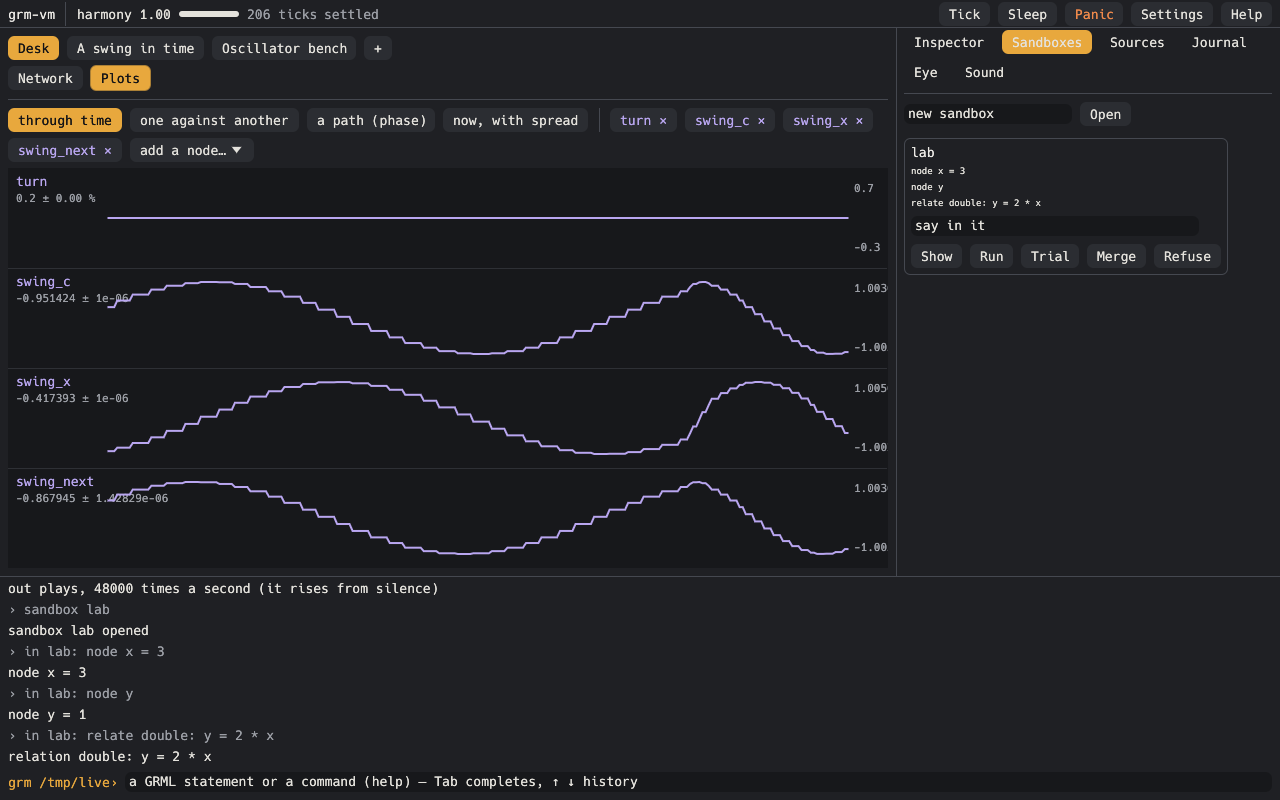 grm-vm harmony 1.00 206 ticks settled Tick Sleep Panic Settings Help
Desk A swing in time Oscillator bench +
Network Plots
through time one against another a path (phase) now, with spread turn × swing_c × swing_x ×
swing_next × add a node…
turn
0.2 ± 0.00 %
0.7
-0.3
swing_c
-0.951424 ± 1e-06
1.003
-1.00
swing_x
-0.417393 ± 1e-06
1.005
-1.00
swing_next
-0.867945 ± 1.42829e-06
1.003
-1.00
Inspector Sandboxes Sources Journal
Eye Sound
new sandbox Open
lab
node x = 3
node y
relate double: y = 2 * x
say in it
Show Run Trial Merge Refuse
out plays, 48000 times a second (it rises from silence)
› sandbox lab
sandbox lab opened
› in lab: node x = 3
node x = 3
› in lab: node y
node y = 1
› in lab: relate double: y = 2 * x
relation double: y = 2 * x
grm /tmp/live› a GRML statement or a command (help) — Tab completes, ↑ ↓ history